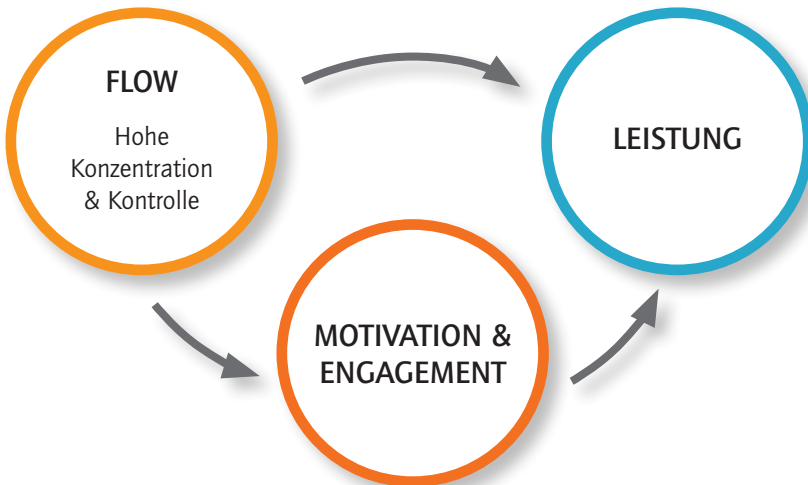 FLOW
Hohe
Konzentration
& Kontrolle
LEISTUNG
MOTIVATION &
ENGAGEMENT